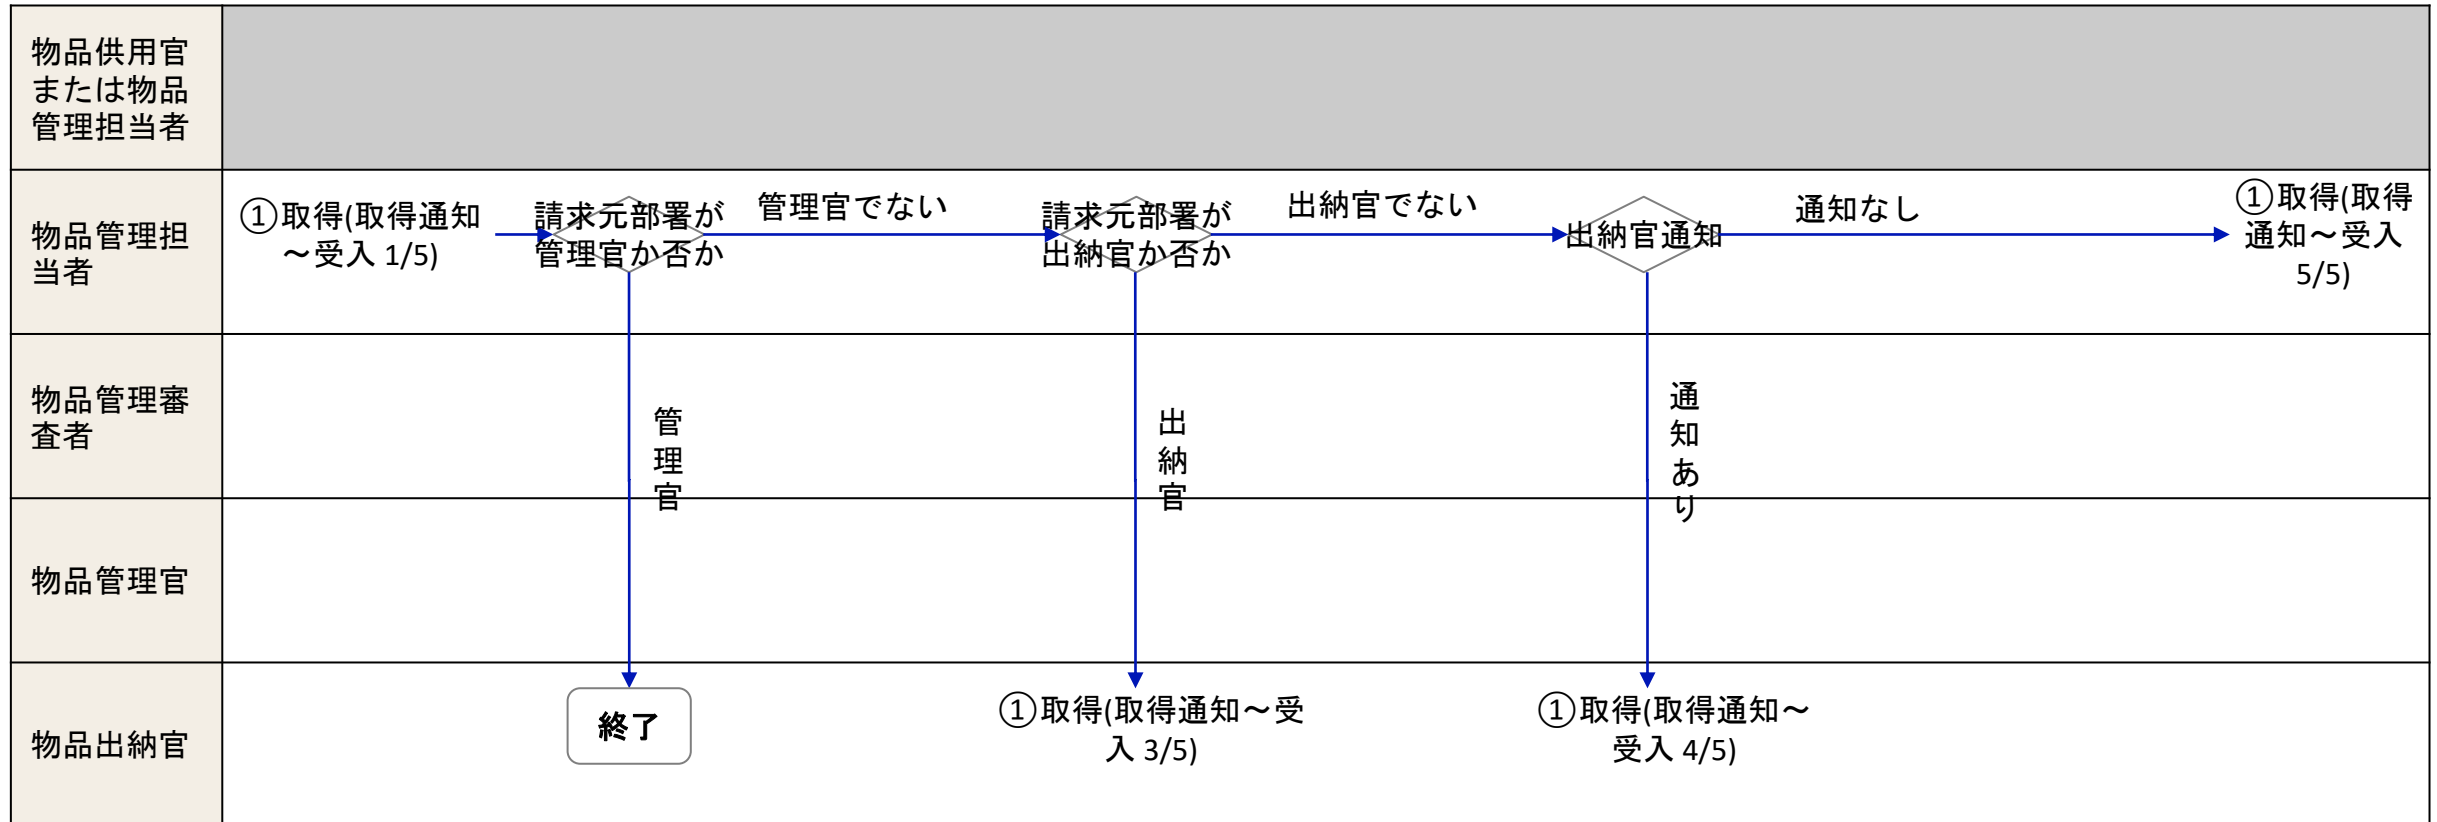 物品供用官
または物品
管理担当者
物品管理担
当者
①取得(取得通知
～受入 1/5)
請求元部署が
管理官か否か
管理官でない
請求元部署が
出納官か否か
出納官でない
出納官通知
通知なし
①取得(取得
通知～受入
5/5)
物品管理審
査者
管
理
官
出
納
官
通
知
あ
り
物品管理官
物品出納官
終了
①取得(取得通知～受
入 3/5)
①取得(取得通知～
受入 4/5)